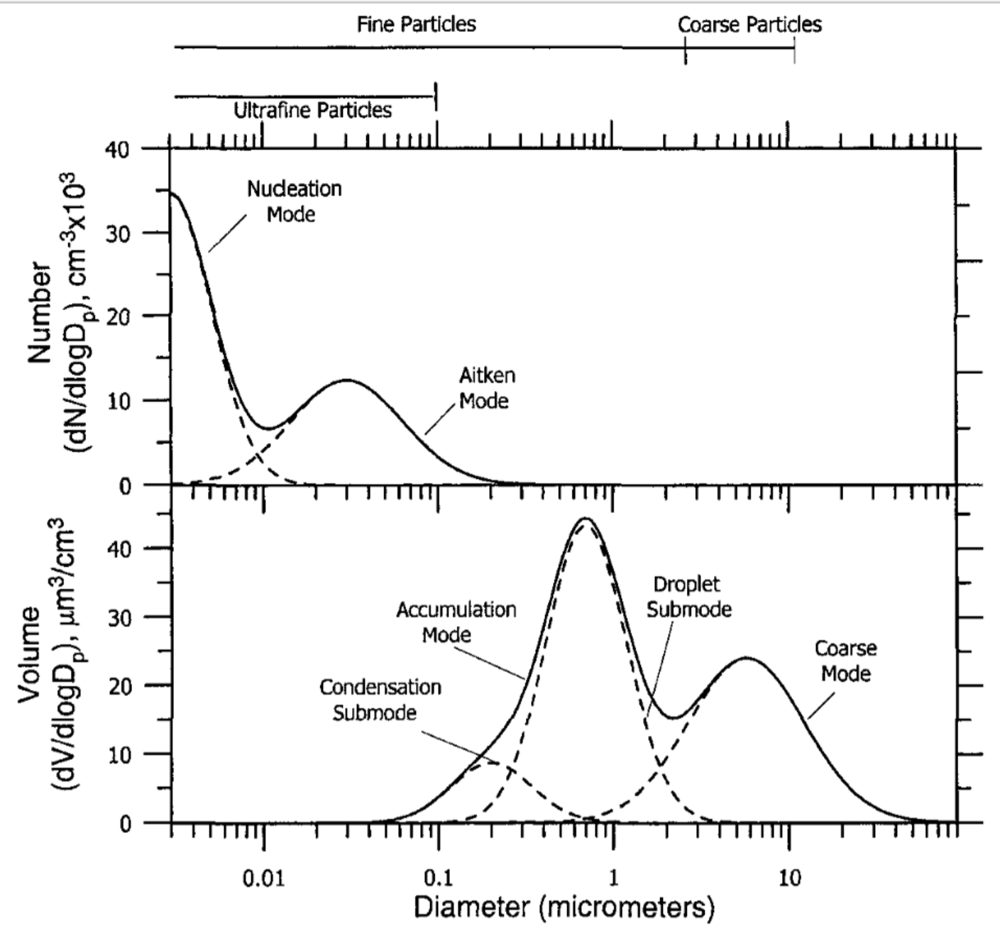 Fine Particles
Coarse Particles
Ultrafine Particles
40
30
20
10
0
Number
(dN/dlogDp), cm-3x103
Nucleation
Mode
Aitken
Mode
40
30
20
10
0
Volume
(dV/dlogDp), μm3/cm3
Accumulation
Mode
Condensation
Submode
Droplet
Submode
Coarse
Mode
0.01
0.1
1
10
Diameter (micrometers)